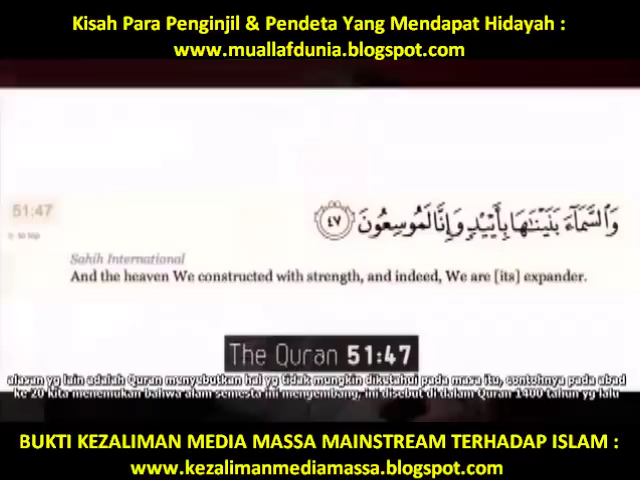 Kisah Para Penginjil & Pendeta Yang Mendapat Hidayah :
www.muallafdunia.blogspot.com
51:47
to top
وَالسَّمَاءَ بَنَيْنَاهَا بِأَيْيْدٍ وَإِنَّا لَمُوسِعُونَ ٤٧
Sahih International
And the heaven We constructed with strength, and indeed, We are [its] expander.
The Quran 51:47
alasan yg lain adalah Quran menyebutkan hal yg tidak mungkin diketahui pada masa itu, contohnya pada abad
ke 20 kita menemukan bahwa alam semesta ini mengembang, ini disebut di dalam Quran 1400 tahun yg lalu
BUKTI KEZALIMAN MEDIA MASSA MAINSTREAM TERHADAP ISLAM :
www.kezalimanmediamassa.blogspot.com